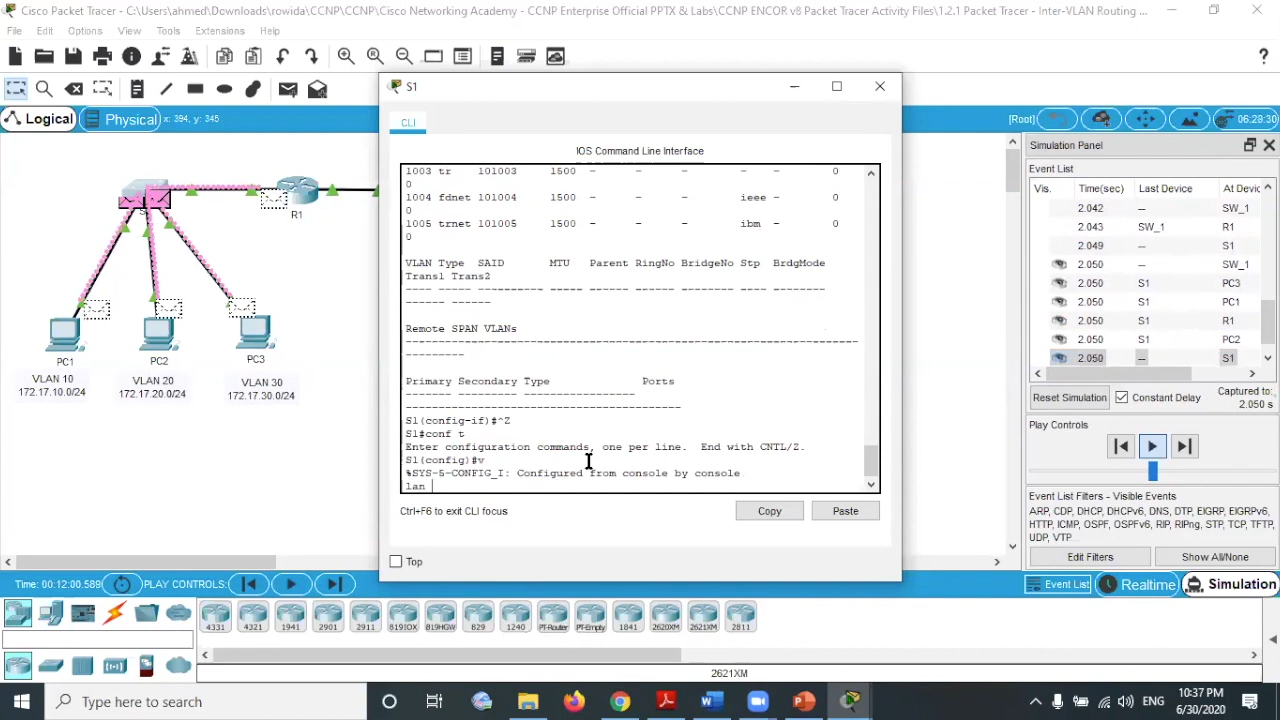 Cisco Packet Tracer - C:\Users\ahmed\Downloads\rowida\CCNP\CCNP\Cisco Networking Academy - CCNP Enterprise Official PPTX & Labs\CCNP ENCOR v8 Packet Tracer Activity Files\1.2.1 Packet Tracer - Inter-VLAN Routing ...
File Edit Options View Tools Extensions Help
Logical Physical x: 394, y: 345 [Root] 06:29:30
S1
CLI
IOS Command Line Interface
1003 tr 101003 1500 - - - - - 0
0
1004 fdnet 101004 1500 - - - ieee - 0
0
1005 trnet 101005 1500 - - - ibm - 0
0
VLAN Type SAID MTU Parent RingNo BridgeNo Stp BrdgMode
Trans1 Trans2
---- ----- ---------- ----- ------ ------ -------- ---- --------
------ ------
Remote SPAN VLANs
------------------------------------------------------------------------------
Primary Secondary Type Ports
------- --------- ----------------- ------------------------------------------
S1(config-if)#^Z
S1#conf t
Enter configuration commands, one per line. End with CNTL/Z.
S1(config)#v
%SYS-5-CONFIG_I: Configured from console by console
lan
Ctrl+F6 to exit CLI focus
Copy
Paste
Top
R1
PC1
PC2
PC3
VLAN 10
172.17.10.0/24
VLAN 20
172.17.20.0/24
VLAN 30
172.17.30.0/24
Simulation Panel
Event List
Vis. Time(sec) Last Device At Devic
2.042 -- SW_1
2.043 SW_1 R1
2.049 -- S1
2.050 -- SW_1
2.050 S1 PC3
2.050 S1 PC1
2.050 S1 R1
2.050 S1 PC2
2.050 -- S1
Reset Simulation Constant Delay Captured to:
2.050 s
Play Controls
Event List Filters - Visible Events
ARP, CDP, DHCP, DHCPv6, DNS, DTP, EIGRP, EIGRPv6,
HTTP, ICMP, OSPF, OSPFv6, RIP, RIPng, STP, TCP, TFTP,
UDP, VTP
Edit Filters Show All/None
Time: 00:12:00.589 PLAY CONTROLS: Event List Realtime Simulation
4331 4321 1941 2901 2911 819IOX 819HGW 829 1240 PT-Router PT-Empty 1841 2620XM 2621XM 2811
2621XM
Type here to search
ENG
10:37 PM
6/30/2020